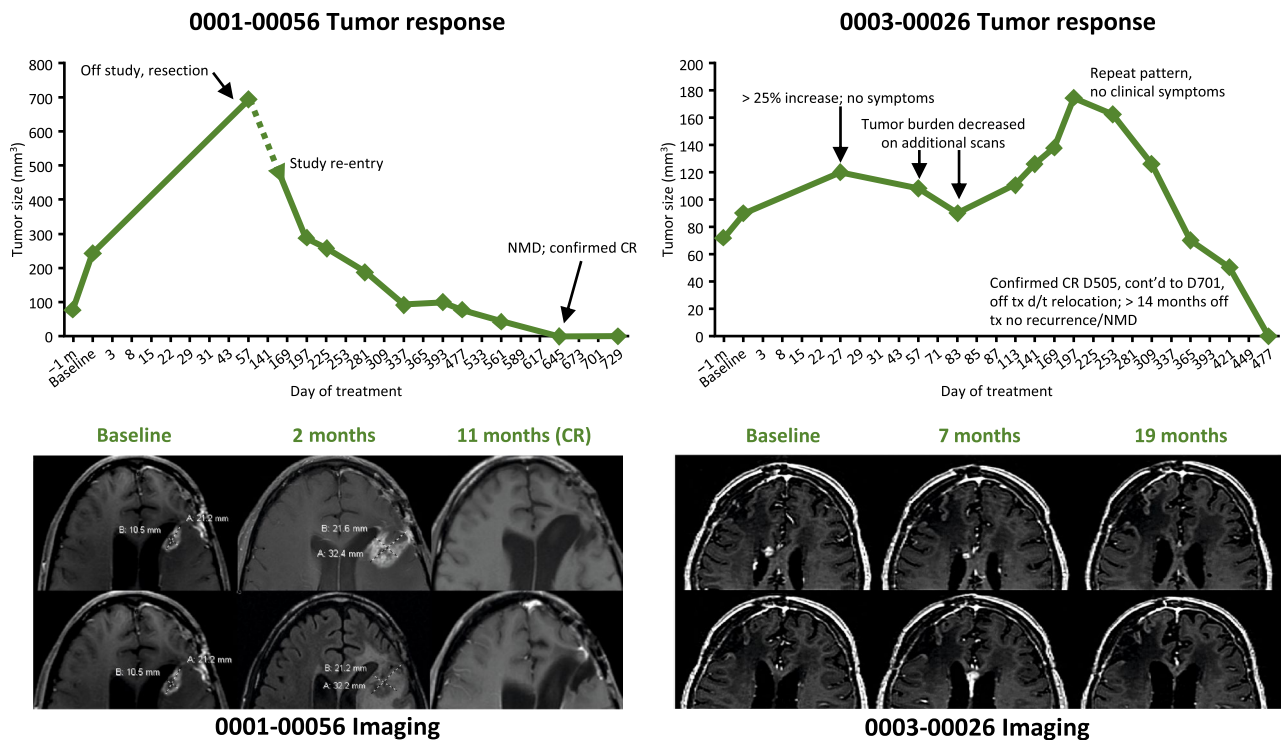 0001-00056 Tumor response
800
700
600
500
400
300
200
100
0
Tumor size (mm³)
Off study, resection
Study re-entry
NMD; confirmed CR
−1 m
Baseline
3
8
15
22
29
31
43
57
141
169
197
225
253
281
309
337
365
393
477
533
561
589
617
645
673
701
729
Day of treatment
0003-00026 Tumor response
200
180
160
140
120
100
80
60
40
20
0
Tumor size (mm³)
> 25% increase; no symptoms
Tumor burden decreased
on additional scans
Repeat pattern,
no clinical symptoms
Confirmed CR D505, cont’d to D701,
off tx d/t relocation; > 14 months off
tx no recurrence/NMD
−1 m
Baseline
3
8
15
22
27
29
31
43
57
71
83
85
87
113
141
169
197
225
253
281
309
337
365
393
421
449
477
Day of treatment
Baseline
2 months
11 months (CR)
A: 21.2 mm
B: 10.5 mm
B: 21.6 mm
A: 32.4 mm
A: 21.2 mm
B: 10.5 mm
B: 21.2 mm
A: 32.2 mm
0001-00056 Imaging
Baseline
7 months
19 months
0003-00026 Imaging